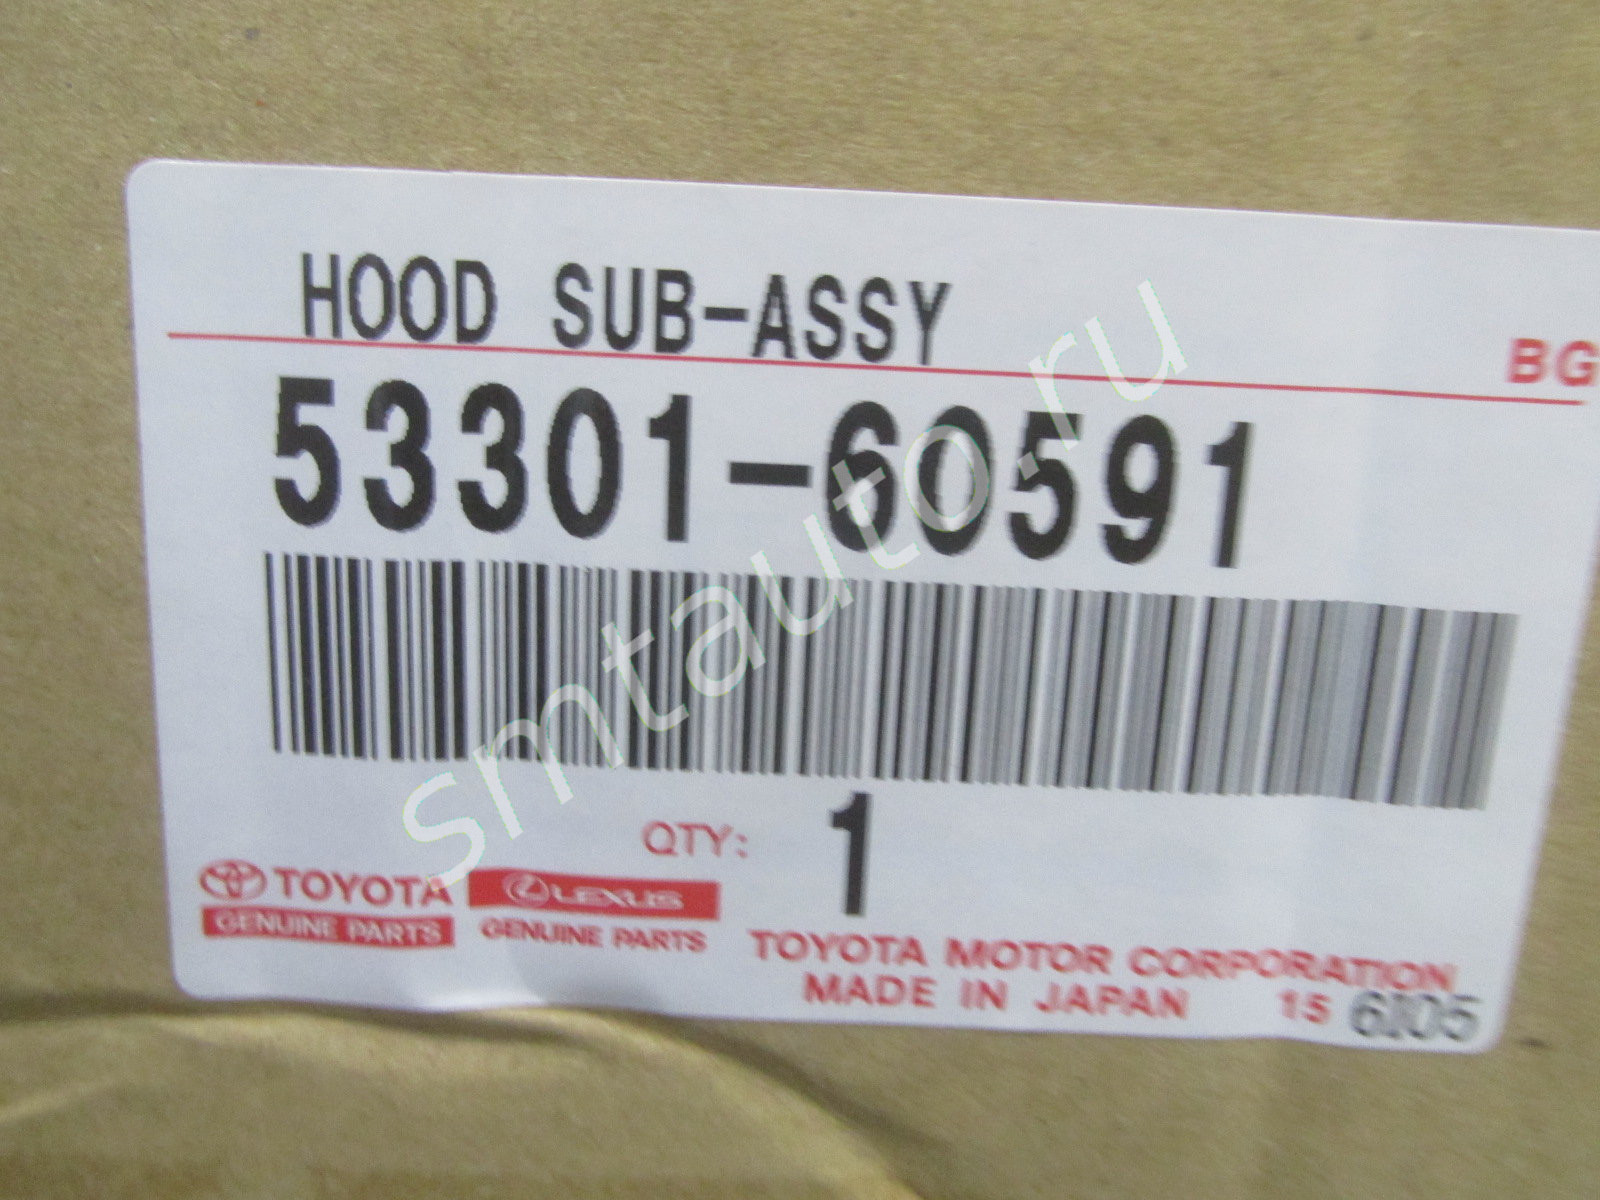 HOOD SUB-ASSY
BG
53301-60591
smtauto.ru
QTY: 1
TOYOTA
GENUINE PARTS
LEXUS
GENUINE PARTS
TOYOTA MOTOR CORPORATION
MADE IN JAPAN 15 6I05